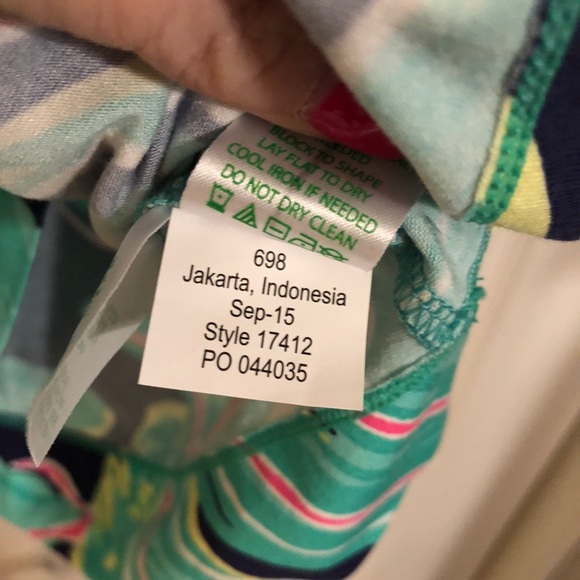 BLOCK TO SHAPE
LAY FLAT TO DRY
COOL IRON IF NEEDED
DO NOT DRY CLEAN
698
Jakarta, Indonesia
Sep-15
Style 17412
PO 044035